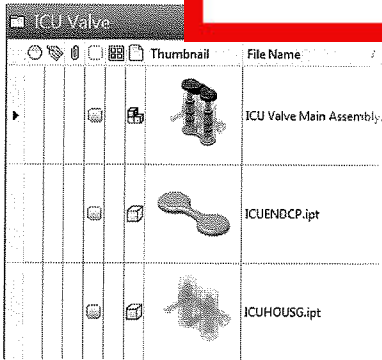 ICU Valve
Thumbnail File Name
ICU Valve Main Assembly.
ICUENDCP.ipt
ICUHOUSG.ipt